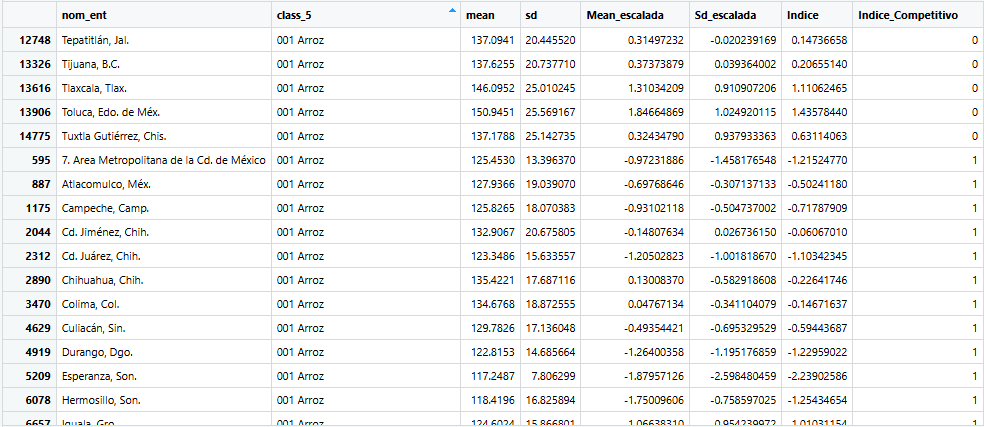 nom_ent class_5 mean sd Mean_escalada Sd_escalada Indice Indice_Competitivo
12748 Tepatitlán, Jal. 001 Arroz 137.0941 20.445520 0.31497232 -0.020239169 0.14736658 0
13326 Tijuana, B.C. 001 Arroz 137.6255 20.737710 0.37373879 0.039364002 0.20655140 0
13616 Tlaxcala, Tlax. 001 Arroz 146.0952 25.010245 1.31034209 0.910907206 1.11062465 0
13906 Toluca, Edo. de Méx. 001 Arroz 150.9451 25.569167 1.84664869 1.024920115 1.43578440 0
14775 Tuxtla Gutiérrez, Chis. 001 Arroz 137.1788 25.142735 0.32434790 0.937933363 0.63114063 0
595 7. Area Metropolitana de la Cd. de México 001 Arroz 125.4530 13.396370 -0.97231886 -1.458176548 -1.21524770 1
887 Atlacomulco, Méx. 001 Arroz 127.9366 19.039070 -0.69768646 -0.307137133 -0.50241180 1
1175 Campeche, Camp. 001 Arroz 125.8265 18.070383 -0.93102118 -0.504737002 -0.71787909 1
2044 Cd. Jiménez, Chih. 001 Arroz 132.9067 20.675805 -0.14807634 0.026736150 -0.06067010 1
2312 Cd. Juárez, Chih. 001 Arroz 123.3486 15.633557 -1.20502823 -1.001818670 -1.10342345 1
2890 Chihuahua, Chih. 001 Arroz 135.4221 17.687116 0.13008370 -0.582918608 -0.22641746 1
3470 Colima, Col. 001 Arroz 134.6768 18.872555 0.04767134 -0.341104079 -0.14671637 1
4629 Culiacán, Sin. 001 Arroz 129.7826 17.136048 -0.49354421 -0.695329529 -0.59443687 1
4919 Durango, Dgo. 001 Arroz 122.8153 14.685664 -1.26400358 -1.195176859 -1.22959022 1
5209 Esperanza, Son. 001 Arroz 117.2487 7.806299 -1.87957126 -2.598480459 -2.23902586 1
6078 Hermosillo, Son. 001 Arroz 118.4196 16.825894 -1.75009606 -0.758597025 -1.25434654 1
6657 Iguala, Gro. 001 Arroz 124.6024 15.866801 -1.06638310 -0.954239972 -1.01031154 1